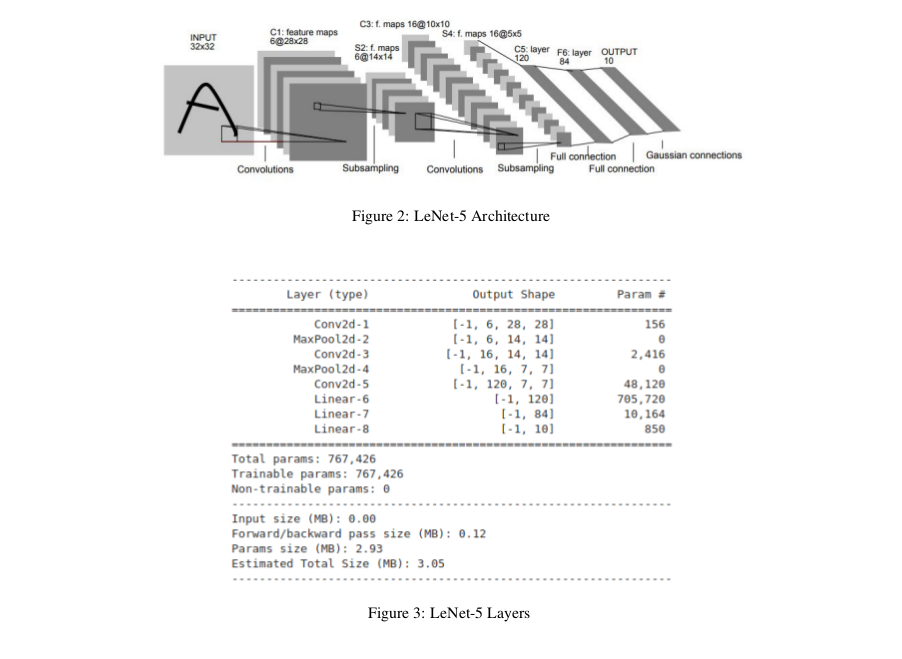 INPUT
32x32
C1: feature maps
6@28x28
S2: f. maps
6@14x14
C3: f. maps 16@10x10
S4: f. maps 16@5x5
C5: layer
120
F6: layer
84
OUTPUT
10
Convolutions
Subsampling
Convolutions
Subsampling
Full connection
Full connection
Gaussian connections
Figure 2: LeNet-5 Architecture
----------------------------------------------------------------
Layer (type) Output Shape Param #
================================================================
Conv2d-1 [-1, 6, 28, 28] 156
MaxPool2d-2 [-1, 6, 14, 14] 0
Conv2d-3 [-1, 16, 14, 14] 2,416
MaxPool2d-4 [-1, 16, 7, 7] 0
Conv2d-5 [-1, 120, 7, 7] 48,120
Linear-6 [-1, 120] 705,720
Linear-7 [-1, 84] 10,164
Linear-8 [-1, 10] 850
================================================================
Total params: 767,426
Trainable params: 767,426
Non-trainable params: 0
----------------------------------------------------------------
Input size (MB): 0.00
Forward/backward pass size (MB): 0.12
Params size (MB): 2.93
Estimated Total Size (MB): 3.05
----------------------------------------------------------------
Figure 3: LeNet-5 Layers